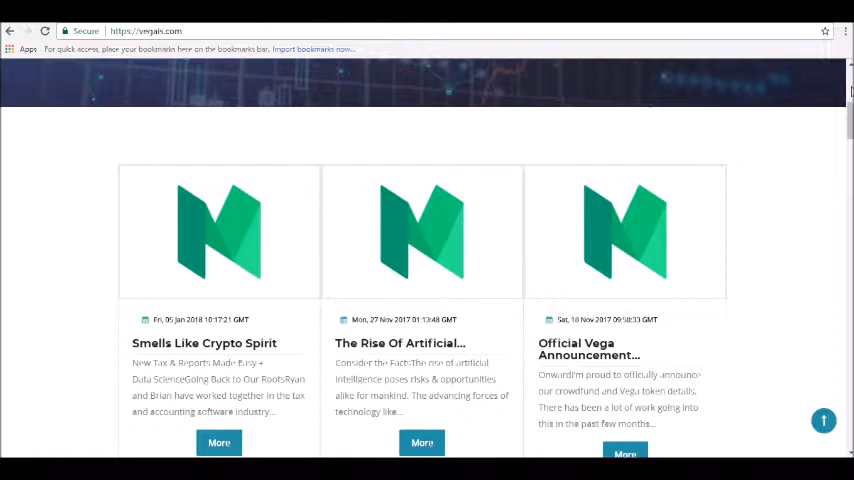 Secure https://vegais.com
Apps For quick access, place your bookmarks here on the bookmarks bar. Import bookmarks now...
Fri, 05 Jan 2018 10:17:21 GMT
Smells Like Crypto Spirit
New Tax & Reports Made Easy +
Data ScienceGoing Back to Our RootsRyan
and Brian have worked together in the tax
and accounting software industry...
More
Mon, 27 Nov 2017 01:13:48 GMT
The Rise Of Artificial...
Consider the FactsThe rise of artificial
intelligence poses risks & opportunities
alike for mankind. The advancing forces of
technology like...
More
Sat, 18 Nov 2017 09:50:33 GMT
Official Vega
Announcement...
OnwardI'm proud to officially announce
our crowdfund and Vega token details.
There has been a lot of work going into
this in the past few months...
More